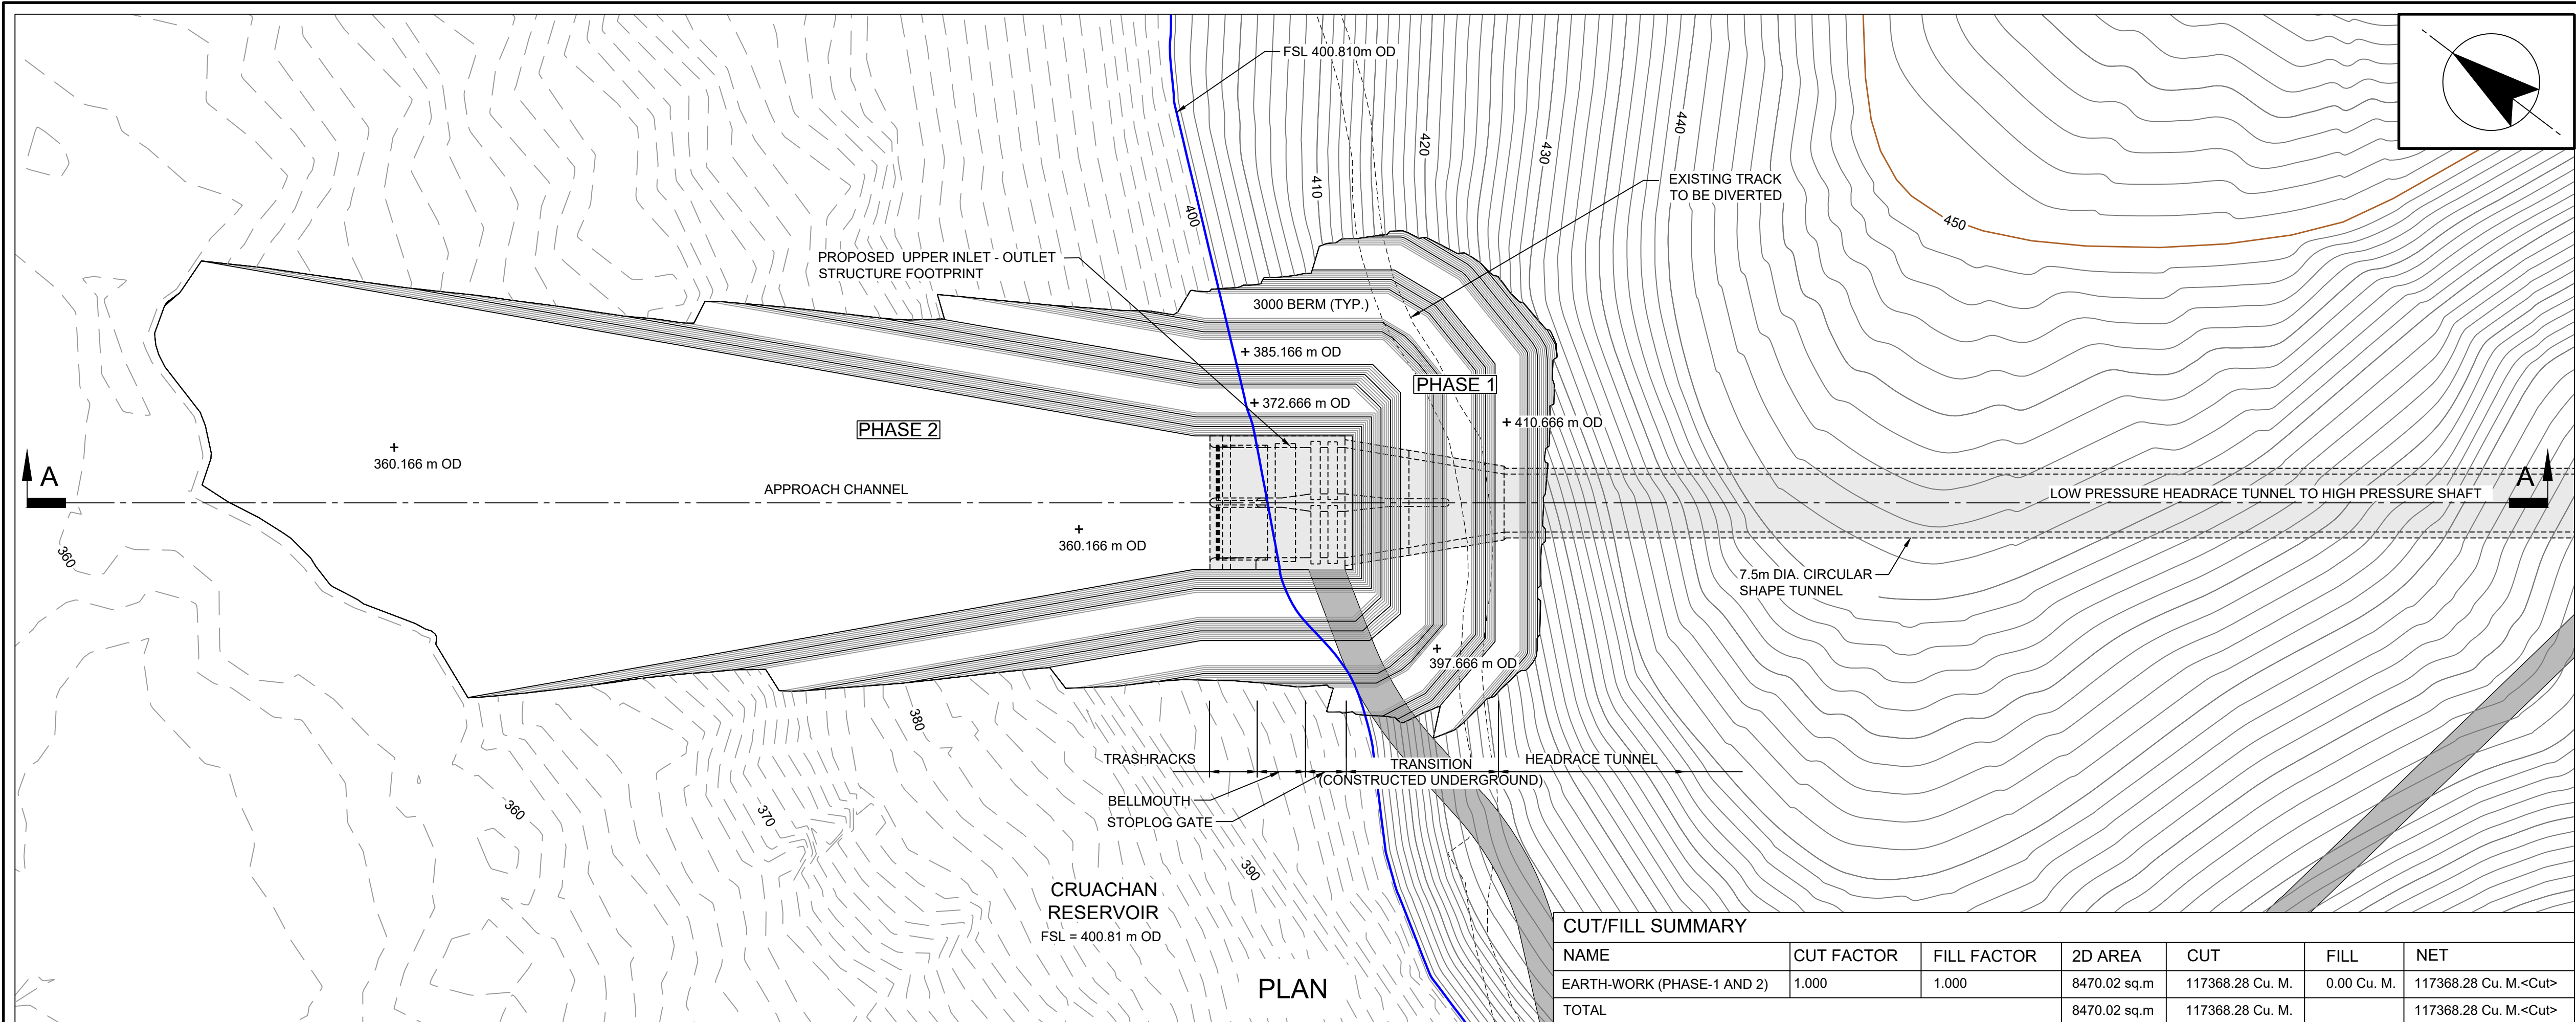 FSL 400.810m OD
440
420
430
410
EXISTING TRACK
TO BE DIVERTED
400
450
PROPOSED UPPER INLET - OUTLET
STRUCTURE FOOTPRINT
3000 BERM (TYP.)
+ 385.166 m OD
PHASE 1
+ 372.666 m OD
+ 410.666 m OD
PHASE 2
+
360.166 m OD
A
APPROACH CHANNEL
LOW PRESSURE HEADRACE TUNNEL TO HIGH PRESSURE SHAFT
A
+
360.166 m OD
360
7.5m DIA. CIRCULAR
SHAPE TUNNEL
+
397.666 m OD
380
TRASHRACKS
TRANSITION
(CONSTRUCTED UNDERGROUND)
HEADRACE TUNNEL
BELLMOUTH
STOPLOG GATE
360
370
390
CRUACHAN
RESERVOIR
FSL = 400.81 m OD
PLAN
CUT/FILL SUMMARY
NAME CUT FACTOR FILL FACTOR 2D AREA CUT FILL NET
EARTH-WORK (PHASE-1 AND 2) 1.000 1.000 8470.02 sq.m 117368.28 Cu. M. 0.00 Cu. M. 117368.28 Cu. M.<Cut>
TOTAL 8470.02 sq.m 117368.28 Cu. M. 117368.28 Cu. M.<Cut>